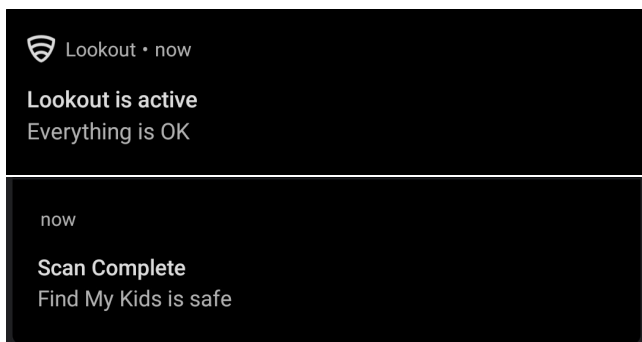 Lookout • now
Lookout is active
Everything is OK
now
Scan Complete
Find My Kids is safe